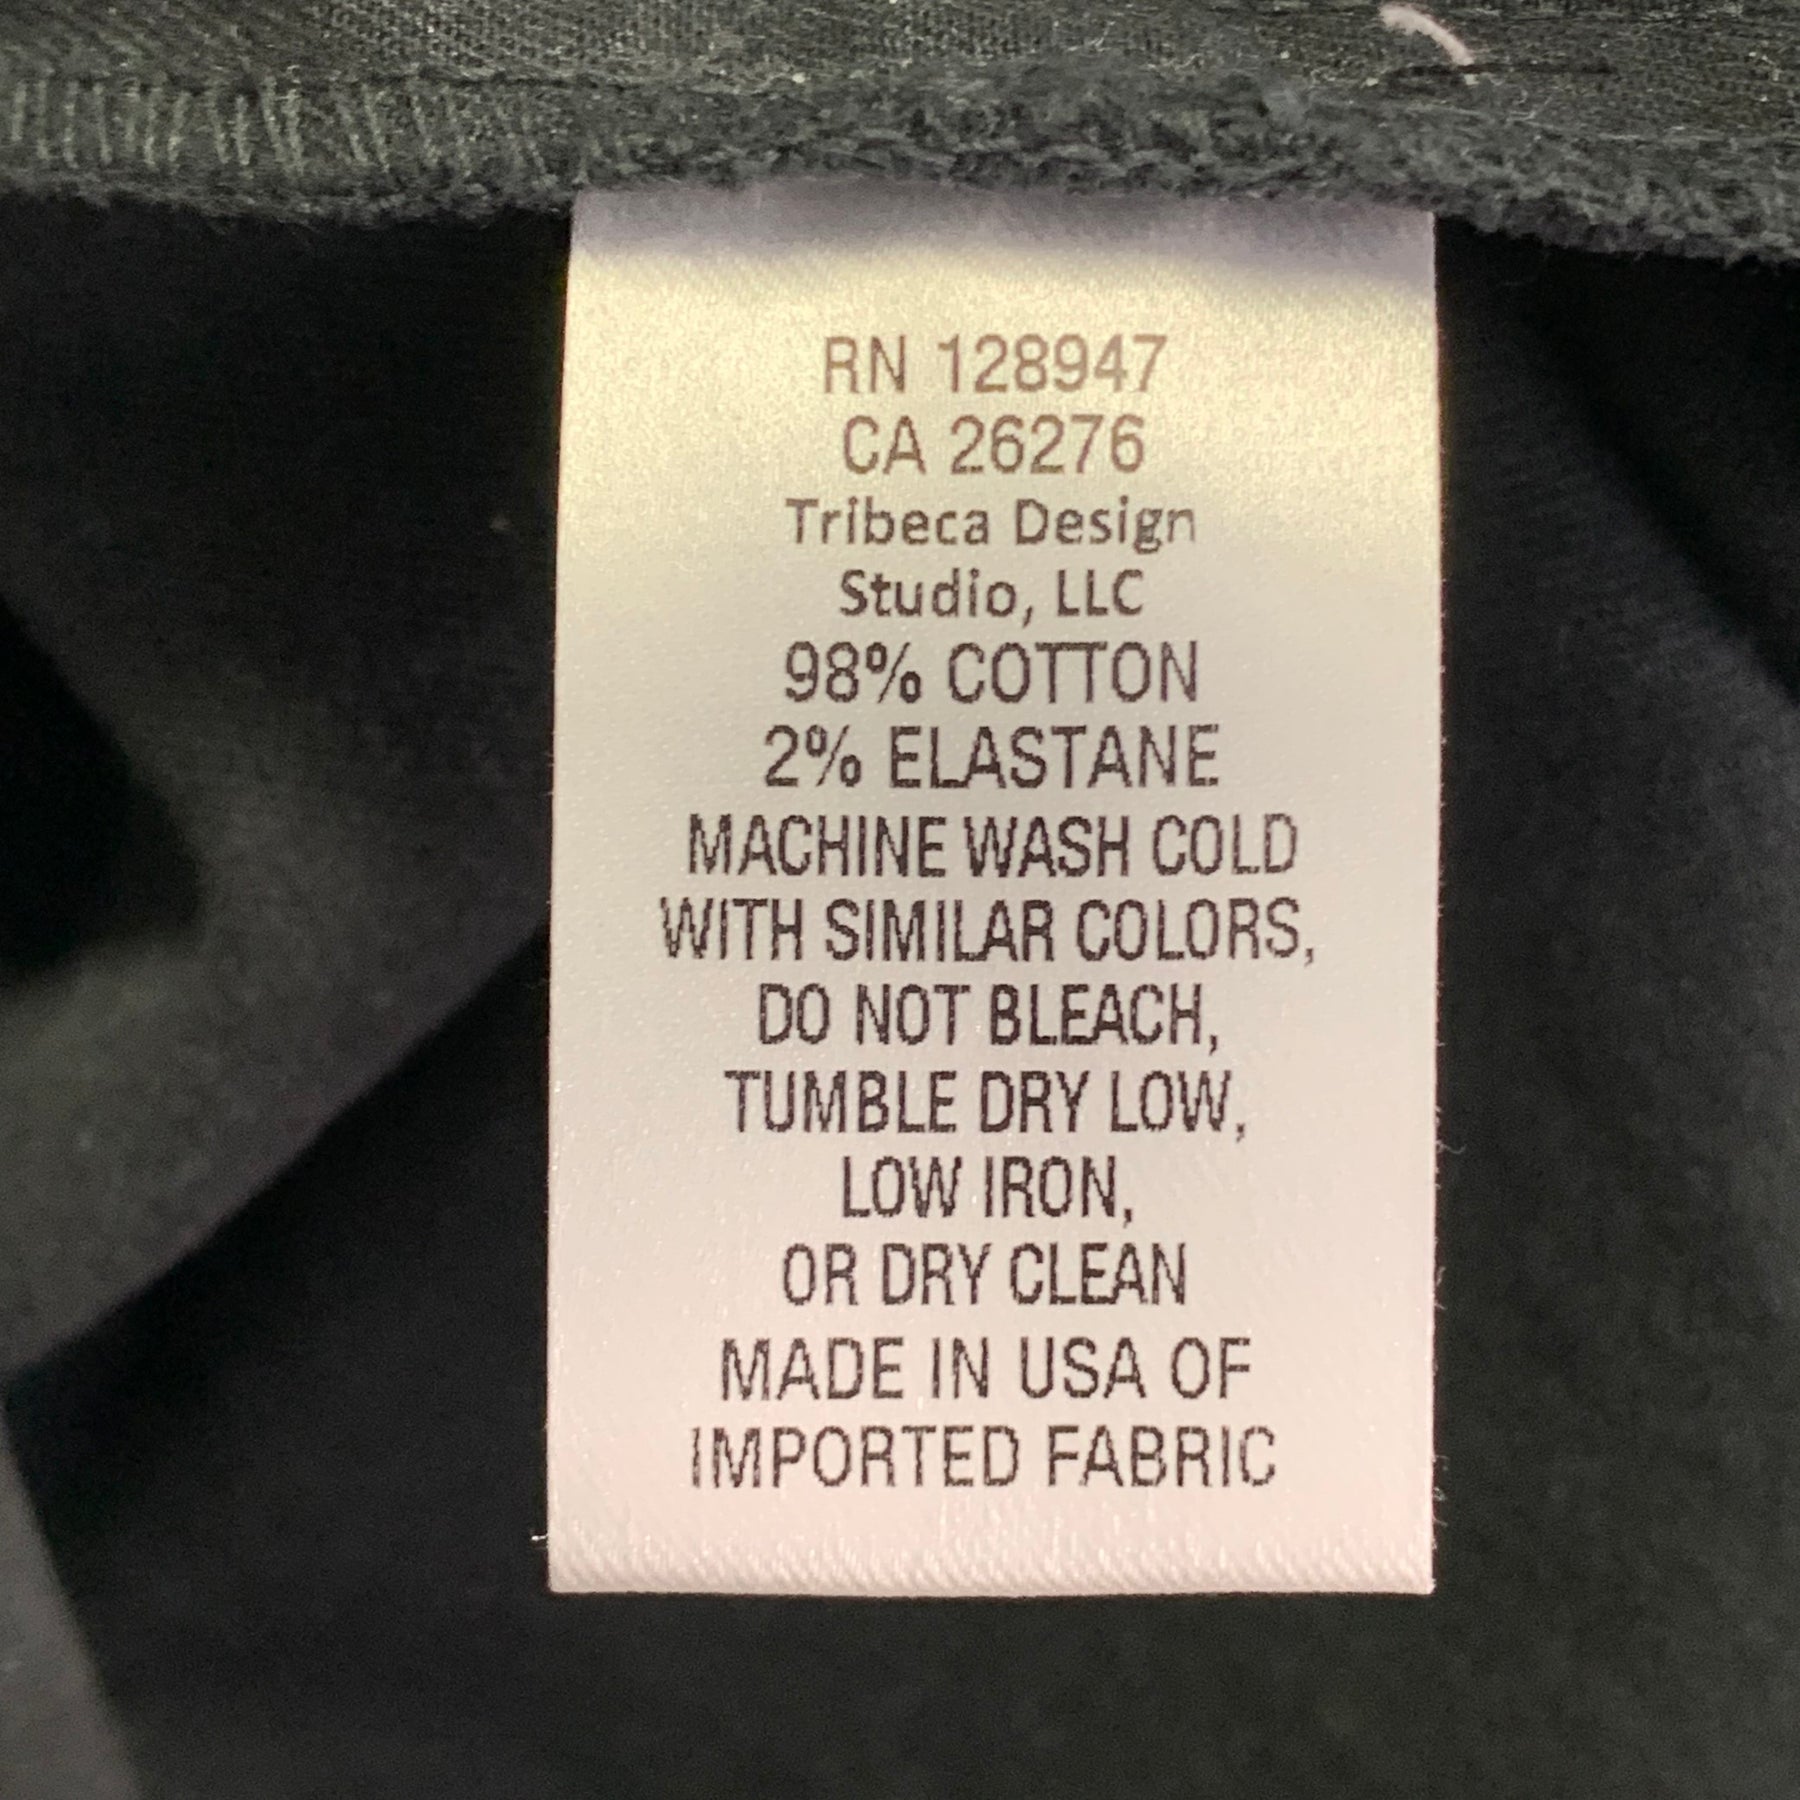 RN 128947
CA 26276
Tribeca Design
Studio, LLC
98% COTTON
2% ELASTANE
MACHINE WASH COLD
WITH SIMILAR COLORS,
DO NOT BLEACH,
TUMBLE DRY LOW,
LOW IRON,
OR DRY CLEAN
MADE IN USA OF
IMPORTED FABRIC